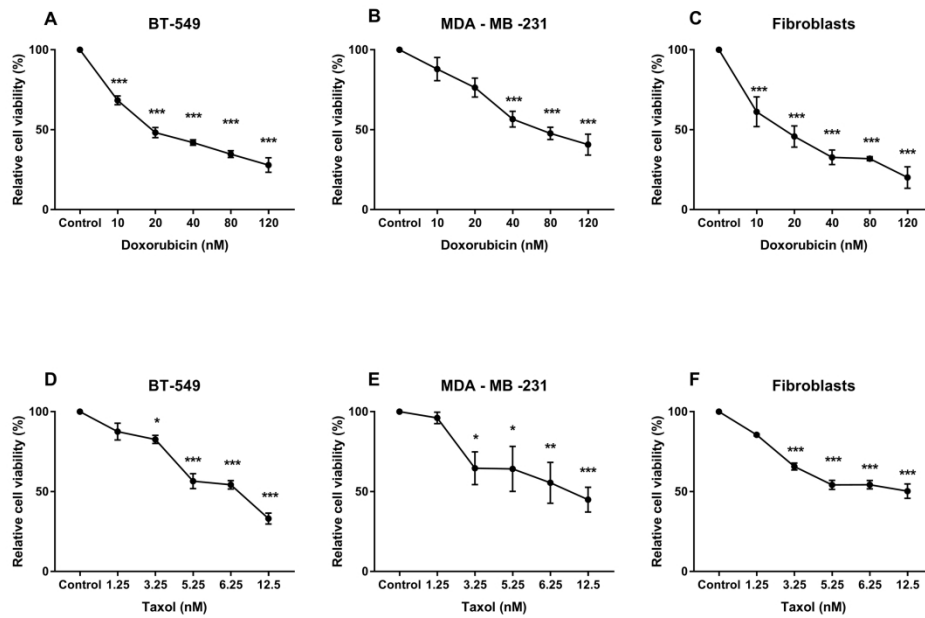 A
BT-549
Relative cell viability (%)
100
50
0
***
***
***
***
***
Control 10 20 40 80 120
Doxorubicin (nM)
B
MDA - MB -231
Relative cell viability (%)
100
50
0
***
***
***
Control 10 20 40 80 120
Doxorubicin (nM)
C
Fibroblasts
Relative cell viability (%)
100
50
0
***
***
***
***
***
Control 10 20 40 80 120
Doxorubicin (nM)
D
BT-549
Relative cell viability (%)
100
50
0
*
***
***
***
Control 1.25 3.25 5.25 6.25 12.5
Taxol (nM)
E
MDA - MB -231
Relative cell viability (%)
100
50
0
*
*
**
***
Control 1.25 3.25 5.25 6.25 12.5
Taxol (nM)
F
Fibroblasts
Relative cell viability (%)
100
50
0
***
***
***
***
Control 1.25 3.25 5.25 6.25 12.5
Taxol (nM)